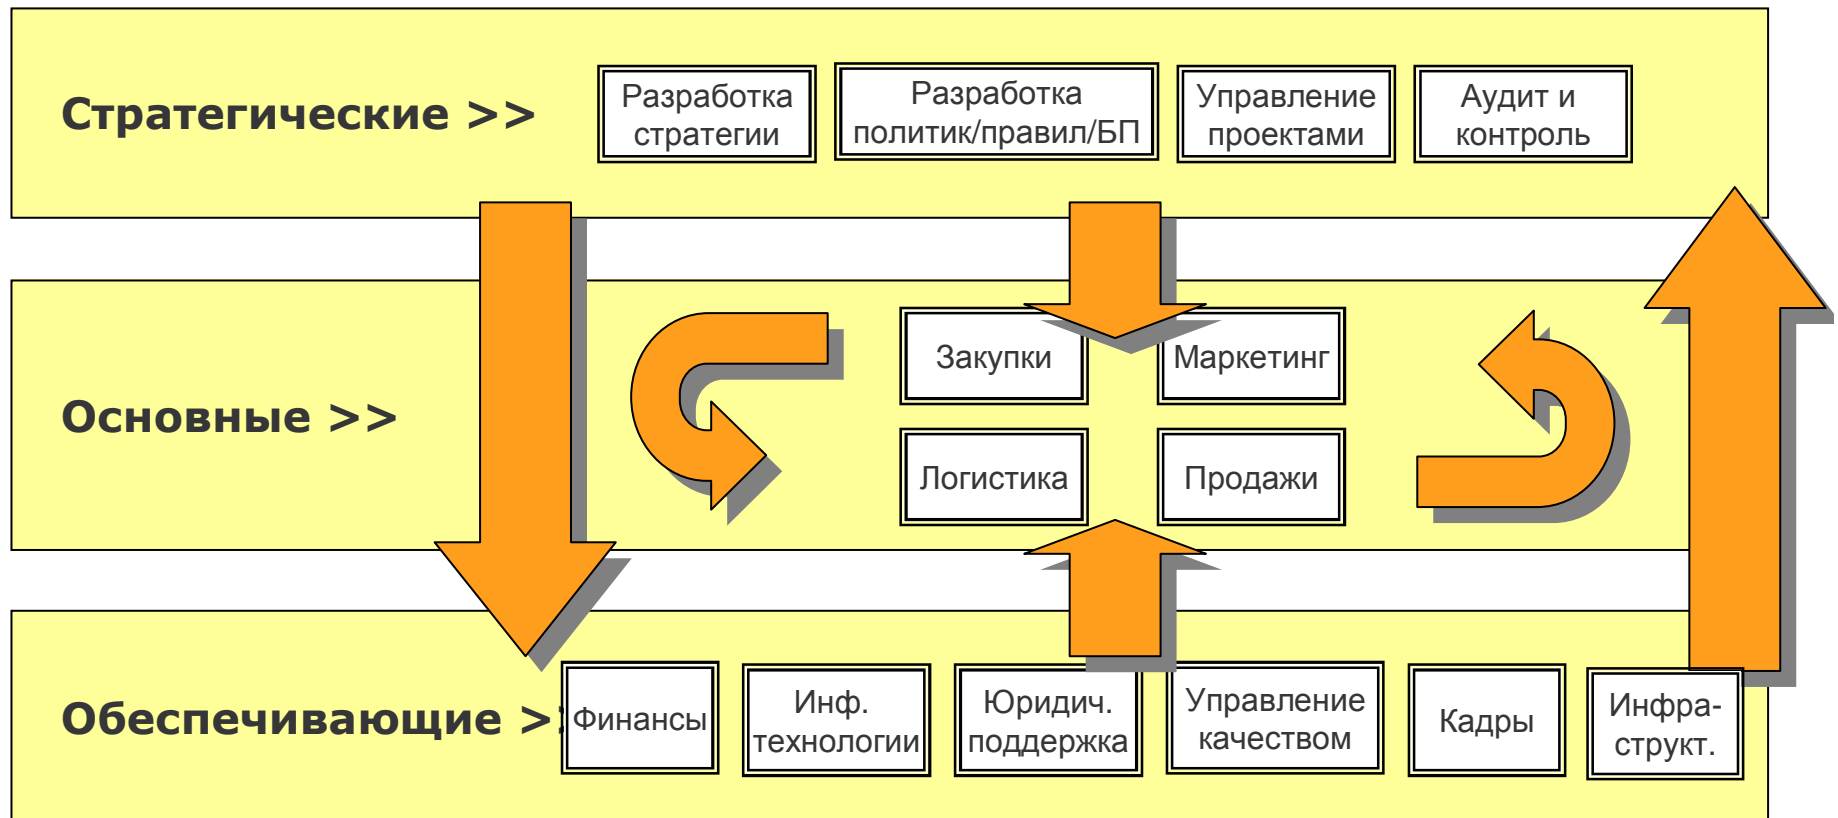 Стратегические >>
Разработка
стратегии
Разработка
политик/правил/БП
Управление
проектами
Аудит и
контроль
Основные >>
Закупки
Маркетинг
Логистика
Продажи
Обеспечивающие >>
Финансы
Инф.
технологии
Юридич.
поддержка
Управление
качеством
Кадры
Инфра-
структ.